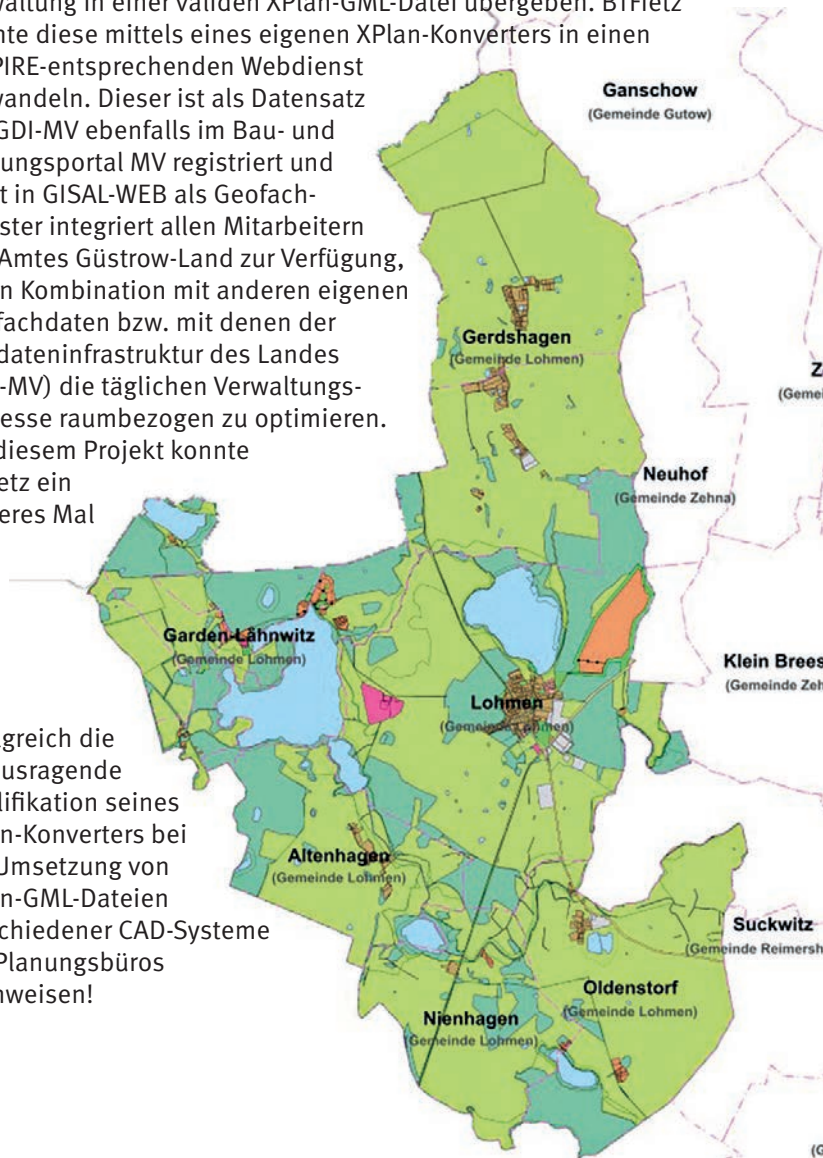 waltung in einer validen XPlan-GML-Datei übergeben. BTFietz
nte diese mittels eines eigenen XPlan-Konverters in einen
PIRE-entsprechenden Webdienst
wandeln. Dieser ist als Datensatz
GDI-MV ebenfalls im Bau- und
ungsportal MV registriert und
t in GISAL-WEB als Geofach-
ster integriert allen Mitarbeitern
Amtes Güstrow-Land zur Verfügung,
n Kombination mit anderen eigenen
fachdaten bzw. mit denen der
dateninfrastruktur des Landes
-MV) die täglichen Verwaltungs-
esse raumbezogen zu optimieren.
diesem Projekt konnte
etz ein
eres Mal
lgreich die
ausragende
lifikation seines
n-Konverters bei
Umsetzung von
n-GML-Dateien
schiedener CAD-Systeme
Planungsbüros
nweisen!
Ganschow
(Gemeinde Gutow)
Gerdshagen
(Gemeinde Lohmen)
Z
(Gemei
Neuhof
(Gemeinde Zehna)
Garden-Lähnwitz
(Gemeinde Lohmen)
Klein Brees
(Gemeinde Zeh
Lohmen
(Gemeinde Lohmen)
Altenhagen
(Gemeinde Lohmen)
Suckwitz
(Gemeinde Reimersh
Oldenstorf
(Gemeinde Lohmen)
Nienhagen
(Gemeinde Lohmen)
(G